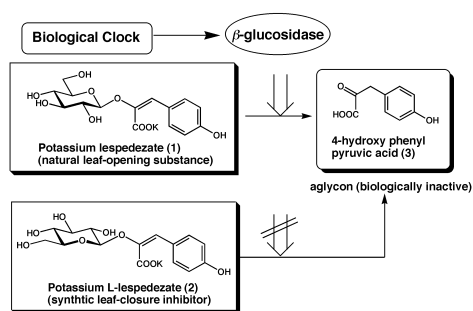 Biological Clock
β-glucosidase
OH
HO
O
HO
OH
O
COOK
OH
Potassium lespedezate (1)
(natural leaf-opening substance)
O
HOOC
OH
4-hydroxy phenyl
pyruvic acid (3)
aglycon (biologically inactive)
HO
HO
OH
O
HO
O
COOK
OH
Potassium L-lespedezate (2)
(synthtic leaf-closure inhibitor)